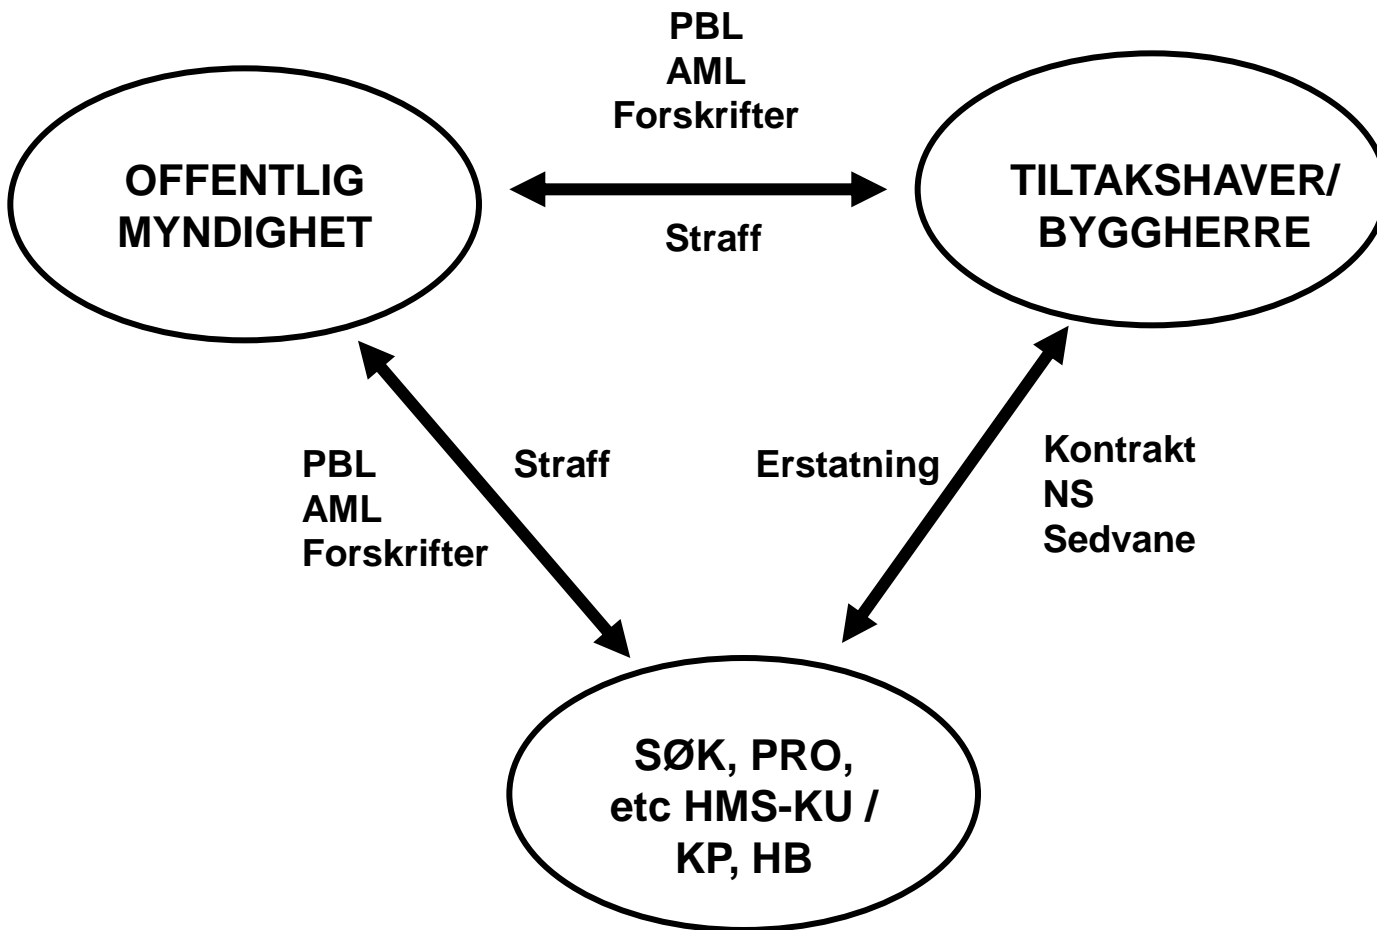 PBL
AML
Forskrifter
OFFENTLIG
MYNDIGHET
TILTAKSHAVER/
BYGGHERRE
Straff
PBL
AML
Forskrifter
Straff
Erstatning
Kontrakt
NS
Sedvane
SØK, PRO,
etc HMS-KU /
KP, HB